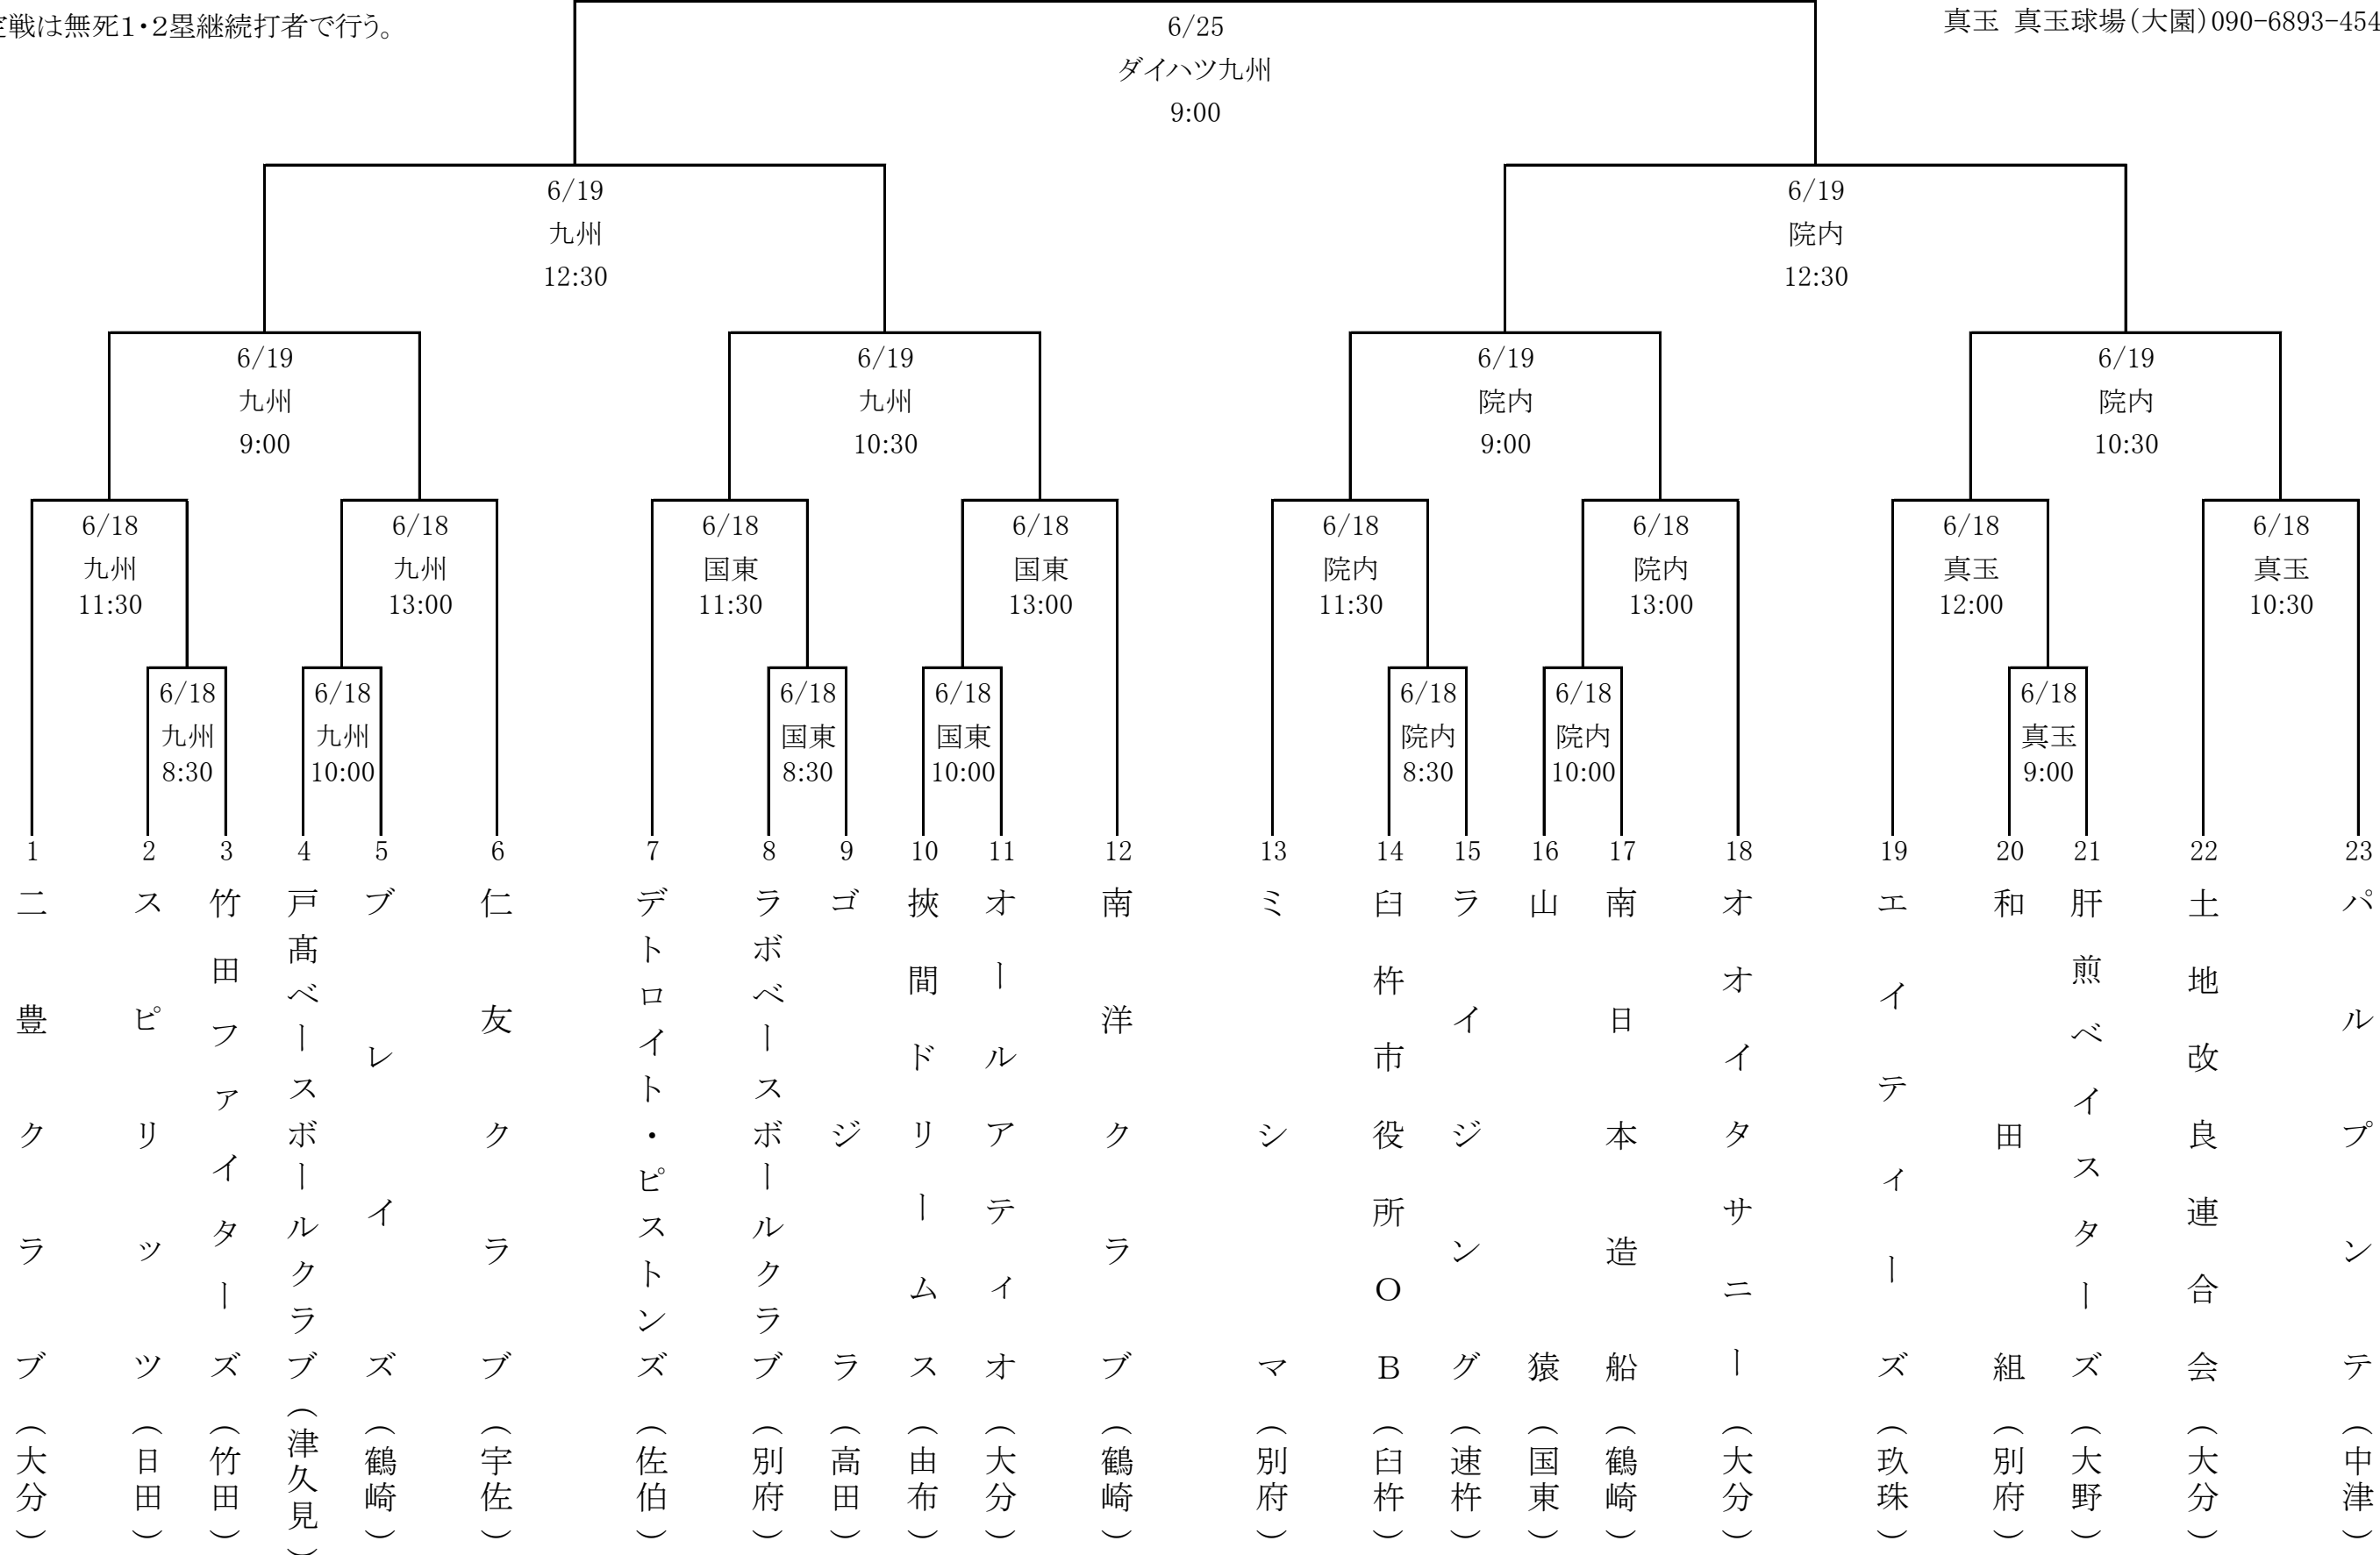 戦は無死1・2塁継続打者で行う。
真玉 真玉球場(大園)090-6893-454
6/25
ダイハツ九州
9:00
6/19
九州
12:30
6/19
院内
12:30
6/19
九州
9:00
6/19
九州
10:30
6/19
院内
9:00
6/19
院内
10:30
6/18
九州
11:30
6/18
九州
13:00
6/18
国東
11:30
6/18
国東
13:00
6/18
院内
11:30
6/18
院内
13:00
6/18
真玉
12:00
6/18
真玉
10:30
6/18
九州
8:30
6/18
九州
10:00
6/18
国東
8:30
6/18
国東
10:00
6/18
院内
8:30
6/18
院内
10:00
6/18
真玉
9:00
1
二豊クラブ(大分)
2
スピリッツ(日田)
3
竹田ファイターズ(竹田)
4
戸髙ベースボールクラブ(津久見)
5
ブレイズ(鶴崎)
6
仁友クラブ(宇佐)
7
デトロイト・ピストンズ(佐伯)
8
ラボベースボールクラブ(別府)
9
ゴジラ(高田)
10
挾間ドリームス(由布)
11
オールアティオ(大分)
12
南洋クラブ(鶴崎)
13
ミシマ(別府)
14
臼杵市役所OB(臼杵)
15
ライジング(速杵)
16
山猿(国東)
17
南日本造船(鶴崎)
18
オオイタサニー(大分)
19
エイティーズ(玖珠)
20
和田組(別府)
21
肝煎ベイスターズ(大野)
22
土地改良連合会(大分)
23
パルプンテ(中津)